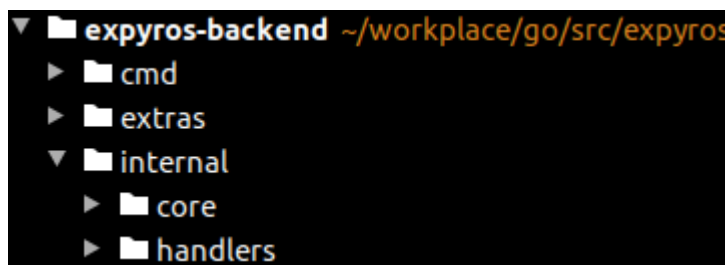 expyros-backend ~/workplace/go/src/expyros
cmd
extras
internal
core
handlers